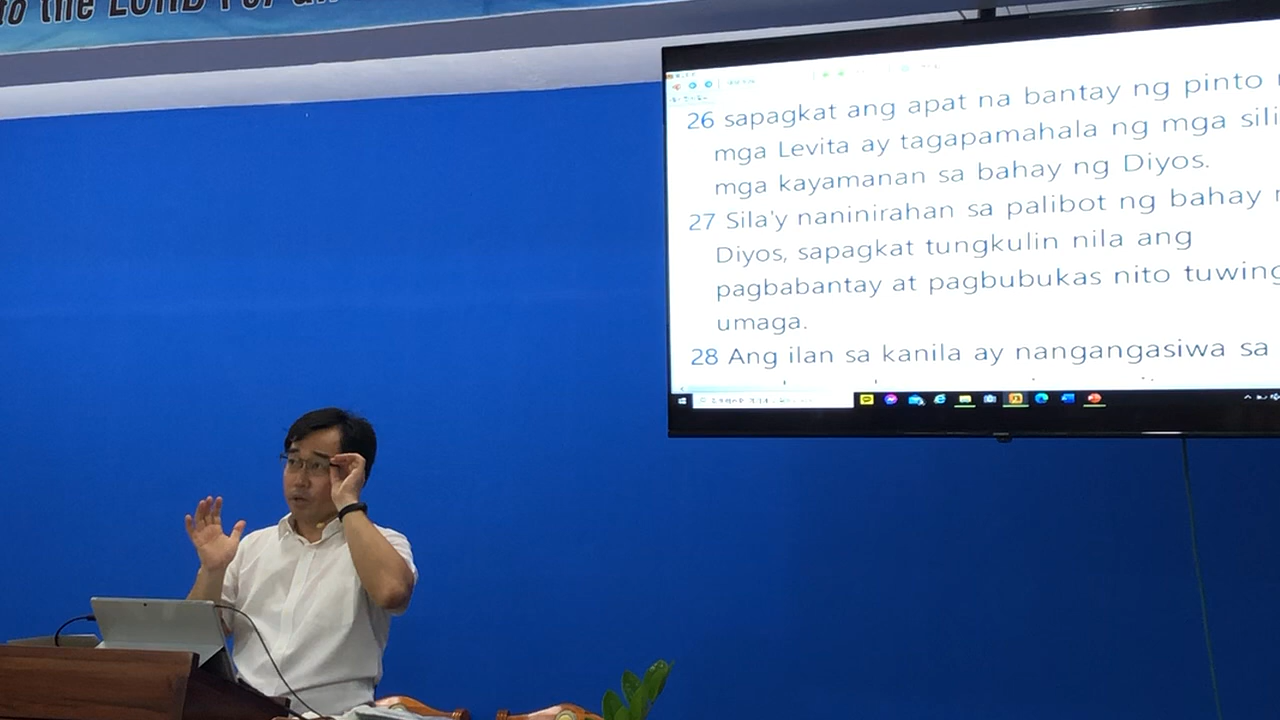 to the LORD For
26 sapagkat ang apat na bantay ng pinto
mga Levita ay tagapamahala ng mga sili
mga kayamanan sa bahay ng Diyos.
27 Sila'y naninirahan sa palibot ng bahay
Diyos, sapagkat tungkulin nila ang
pagbabantay at pagbubukas nito tuwing
umaga.
28 Ang ilan sa kanila ay nangangasiwa sa